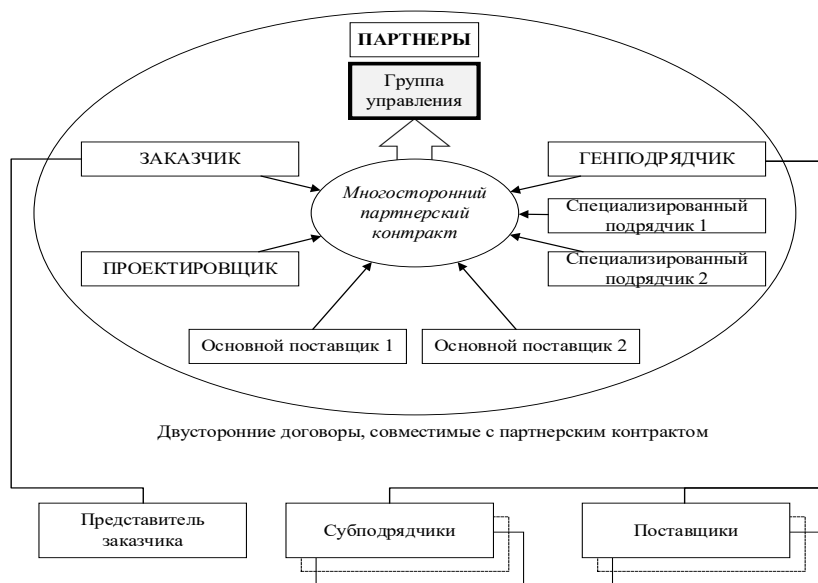 ПАРТНЕРЫ
Группа
управления
ЗАКАЗЧИК
ГЕНПОДРЯДЧИК
Многосторонний
партнерский
контракт
Специализированный
подрядчик 1
ПРОЕКТИРОВЩИК
Специализированный
подрядчик 2
Основной поставщик 1
Основной поставщик 2
Двусторонние договоры, совместимые с партнерским контрактом
Представитель
заказчика
Субподрядчики
Поставщики